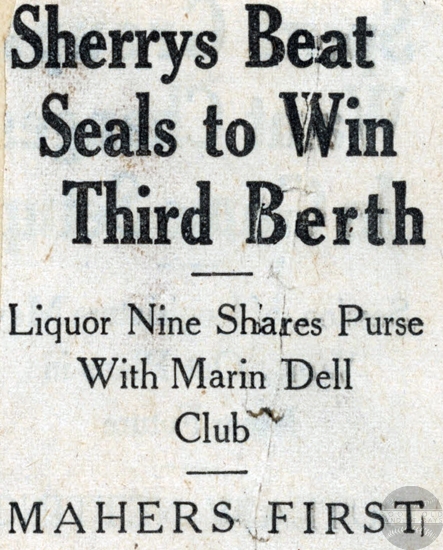 Sherrys Beat
Seals to Win
Third Berth
Liquor Nine Shares Purse
With Marin Dell
Club
MAHERS FIRST